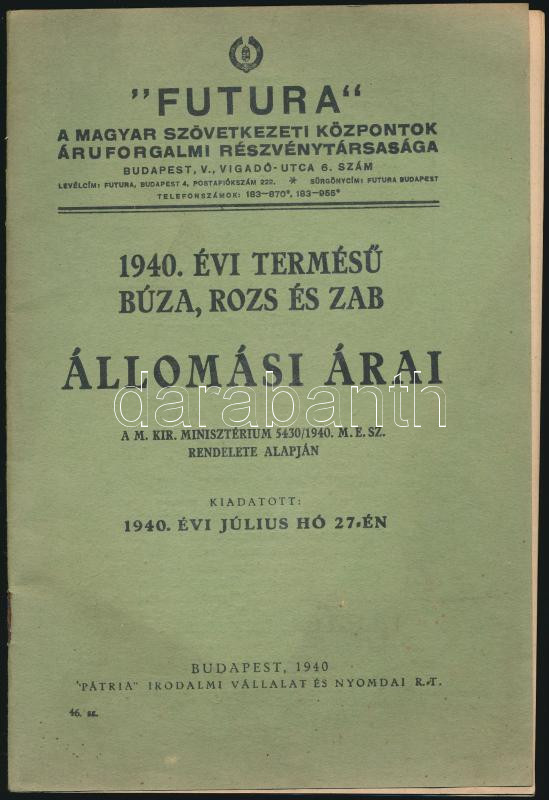 "FUTURA"
A MAGYAR SZÖVETKEZETI KÖZPONTOK
ÁRUFORGALMI RÉSZVÉNYTÁRSASÁGA
BUDAPEST, V., VIGADÓ-UTCA 6. SZÁM
LEVÉLCÍM: FUTURA, BUDAPEST 4, POSTAFIÓKSZÁM 222. * SÜRGÖNYCÍM: FUTURA BUDAPEST
TELEFONSZÁMOK: 183—870*, 183—955*
1940. ÉVI TERMÉSŰ
BÚZA, ROZS ÉS ZAB
ÁLLOMÁSI ÁRAI
darabanth
A M. KIR. MINISZTÉRIUM 5430/1940. M. E. SZ.
RENDELETE ALAPJÁN
KIADATOTT:
1940. ÉVI JÚLIUS HÓ 27-ÉN
BUDAPEST, 1940
"PÁTRIA" IRODALMI VÁLLALAT ÉS NYOMDAI R.-T.
46. sz.